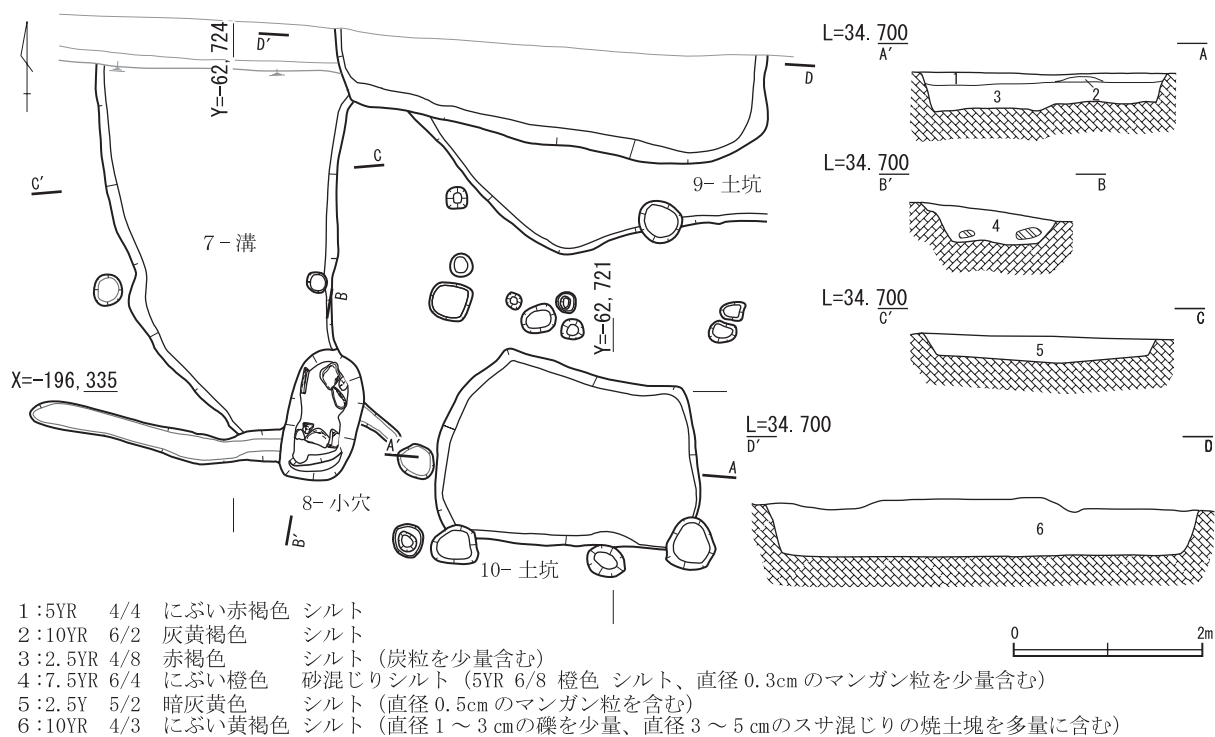 Y=-62,724
D'
D
C
C'
9-土坑
7-溝
B
Y=-62,721
X=-196,335
A'
A
8-小穴
B'
10-土坑
L=34.700
A'
A
1
2
3
L=34.700
B'
B
4
L=34.700
C'
C
5
L=34.700
D'
D
6
0
2m
1:5YR 4/4 にぶい赤褐色 シルト
2:10YR 6/2 灰黄褐色 シルト
3:2.5YR 4/8 赤褐色 シルト(炭粒を少量含む)
4:7.5YR 6/4 にぶい橙色 砂混じりシルト(5YR 6/8 橙色 シルト、直径0.3cmのマンガン粒を少量含む)
5:2.5Y 5/2 暗灰黄色 シルト(直径0.5cmのマンガン粒を含む)
6:10YR 4/3 にぶい黄褐色 シルト(直径1~3cmの礫を少量、直径3~5cmのスサ混じりの焼土塊を多量に含む)